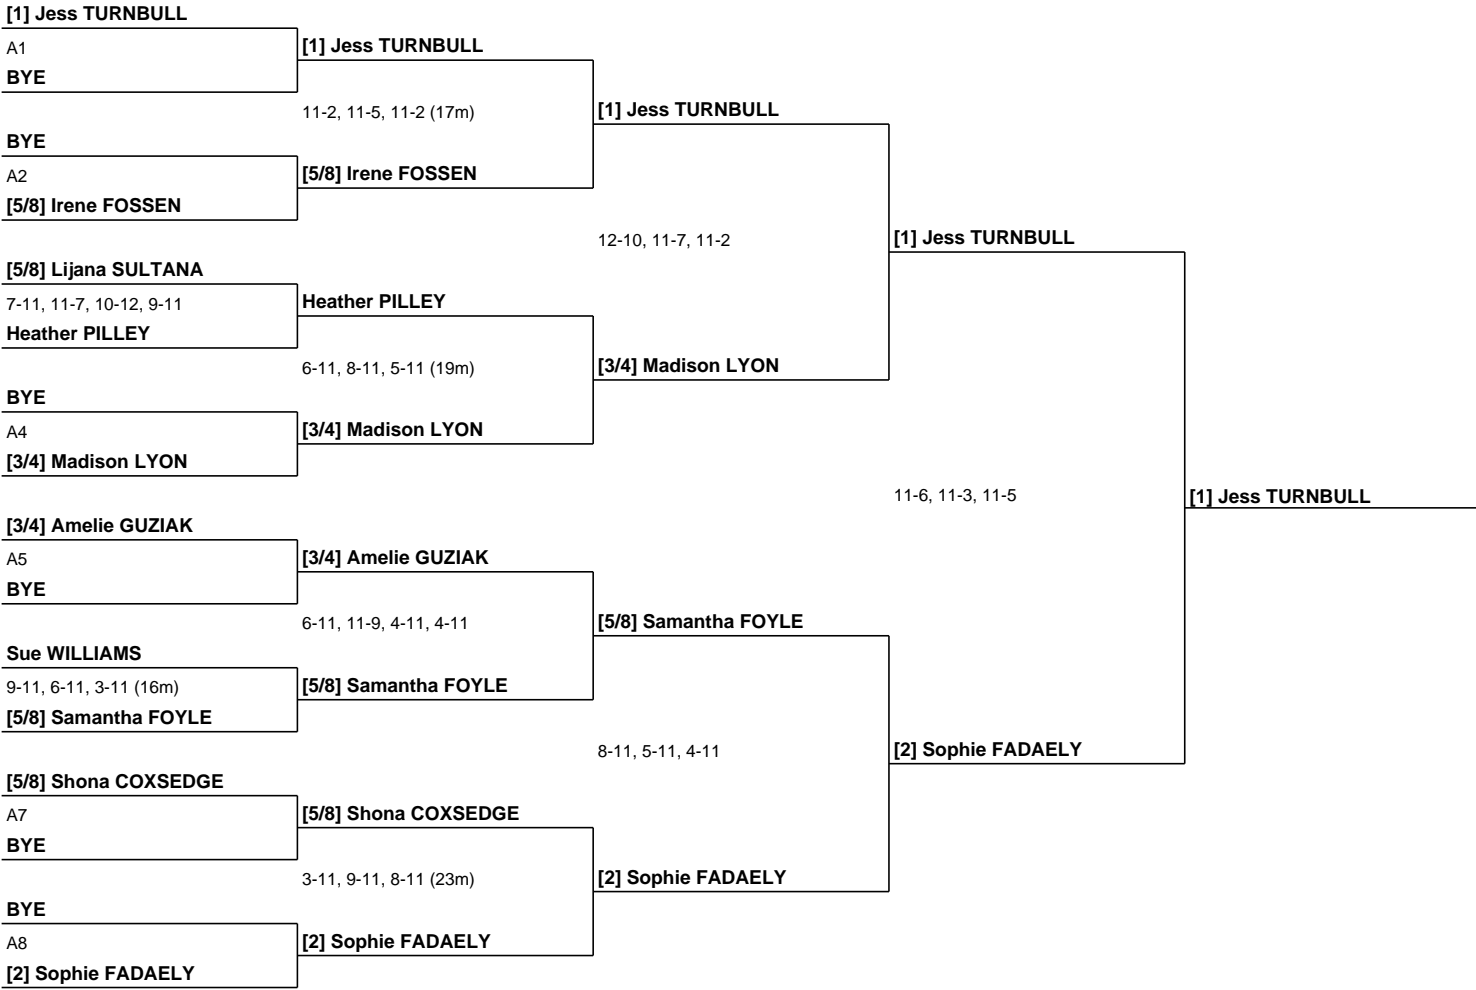 [1] Jess TURNBULL
A1
BYE
BYE
A2
[5/8] Irene FOSSEN
[5/8] Lijana SULTANA
7-11, 11-7, 10-12, 9-11
Heather PILLEY
BYE
A4
[3/4] Madison LYON
[3/4] Amelie GUZIAK
A5
BYE
Sue WILLIAMS
9-11, 6-11, 3-11 (16m)
[5/8] Samantha FOYLE
[5/8] Shona COXSEDGE
A7
BYE
BYE
A8
[2] Sophie FADAELY
[1] Jess TURNBULL
11-2, 11-5, 11-2 (17m)
[5/8] Irene FOSSEN
Heather PILLEY
6-11, 8-11, 5-11 (19m)
[3/4] Madison LYON
[3/4] Amelie GUZIAK
6-11, 11-9, 4-11, 4-11
[5/8] Samantha FOYLE
[5/8] Shona COXSEDGE
3-11, 9-11, 8-11 (23m)
[2] Sophie FADAELY
[1] Jess TURNBULL
12-10, 11-7, 11-2
[3/4] Madison LYON
[5/8] Samantha FOYLE
8-11, 5-11, 4-11
[2] Sophie FADAELY
[1] Jess TURNBULL
11-6, 11-3, 11-5
[2] Sophie FADAELY
[1] Jess TURNBULL